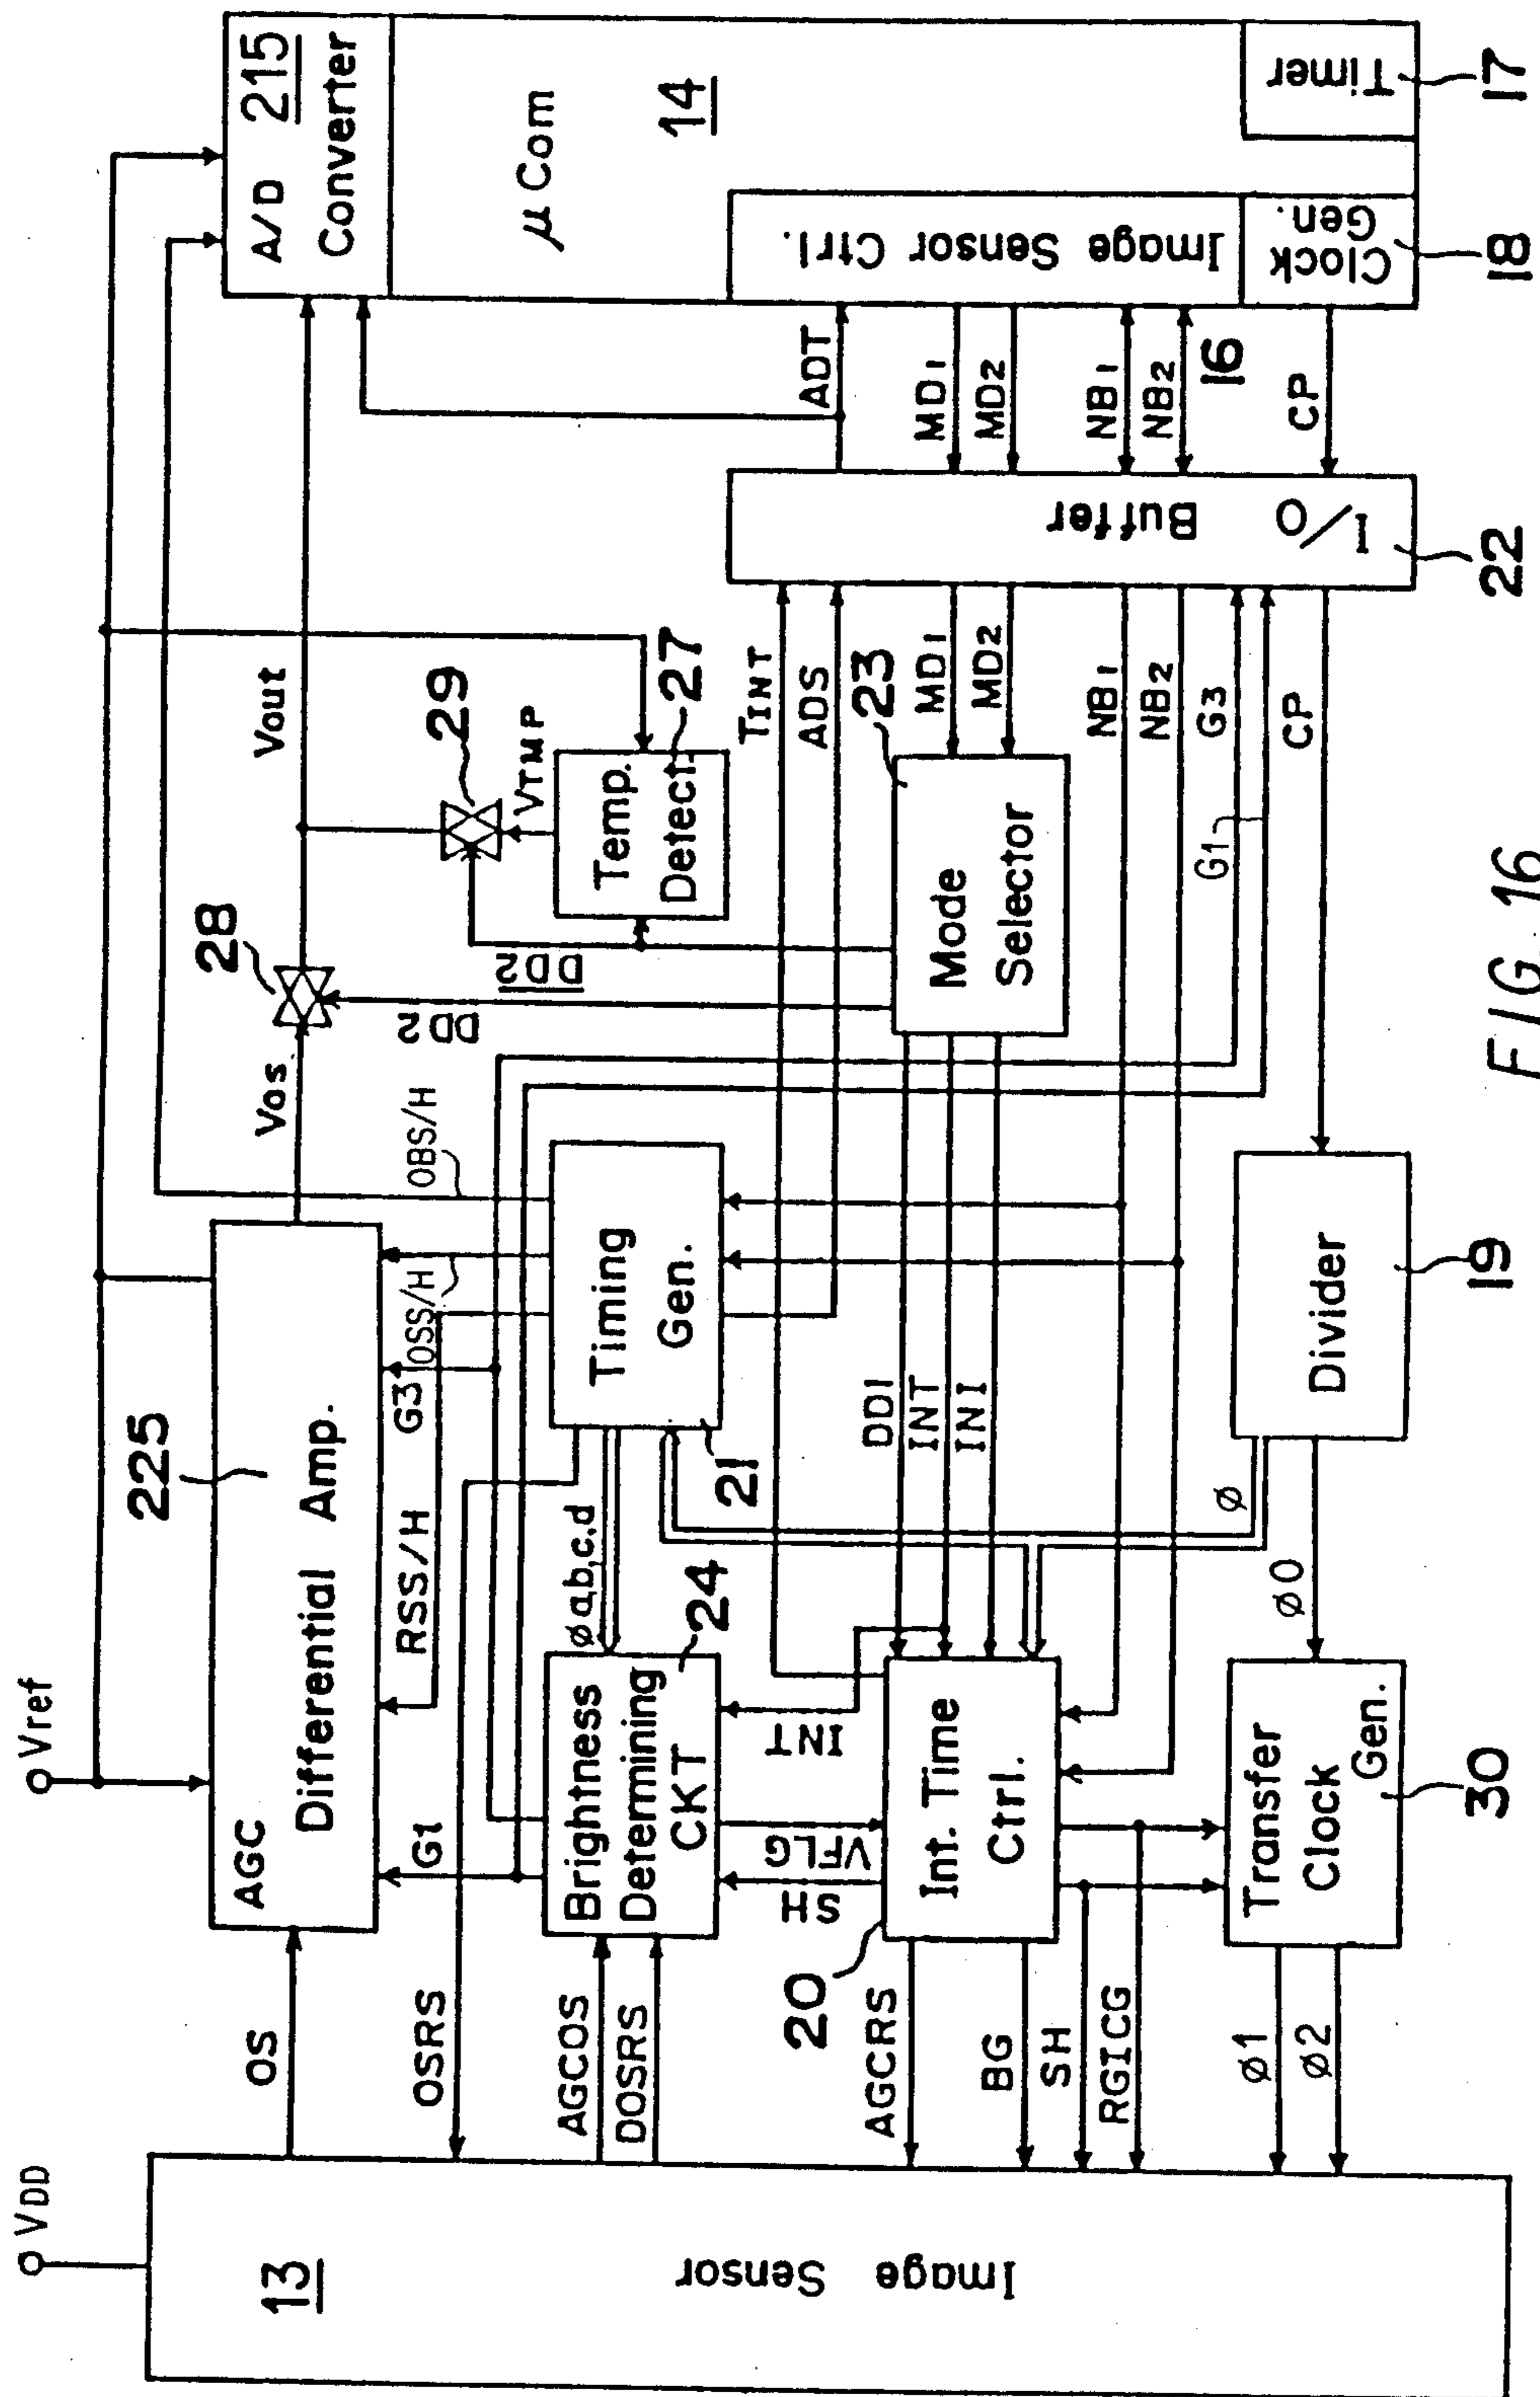 VDD
Vref
13
Image Sensor
OS
OSRS
AGCOS
DOSRS
AGCRS
BG
SH
RGICG
ø1
ø2
225
AGC
Differential Amp.
G1
RSS/H
G3
OSS/H
OBS/H
Brightness
Determining
CKT
24
øa,b,c,d
SH
VFLG
INT
20
Int. Time
Ctrl.
Transfer
Clock
Gen.
30
ø0
ø
Timing
Gen.
21
DD1
INT
INI
Divider
19
Vos
28
DD2
DD2
Vout
29
VTMP
Temp.
Detect.
27
TINT
ADS
Mode
Selector
23
MD1
MD2
NB1
NB2
G3
G1
CP
I/O
Buffer
22
ADT
MD1
MD2
NB1
NB2
16
CP
A/D 215
Converter
μCom
14
Image Sensor Ctrl.
Clock
Gen.
18
Timer
17
FIG. 16